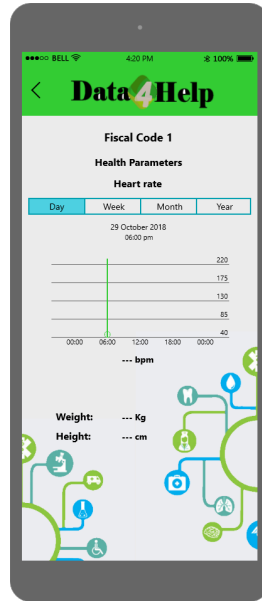 BELL 4:20 PM 100%
Data4Help
Fiscal Code 1
Health Parameters
Heart rate
Day Week Month Year
29 October 2018
06:00 pm
220
175
130
85
40
00:00 06:00 12:00 18:00 00:00
--- bpm
Weight: --- Kg
Height: --- cm